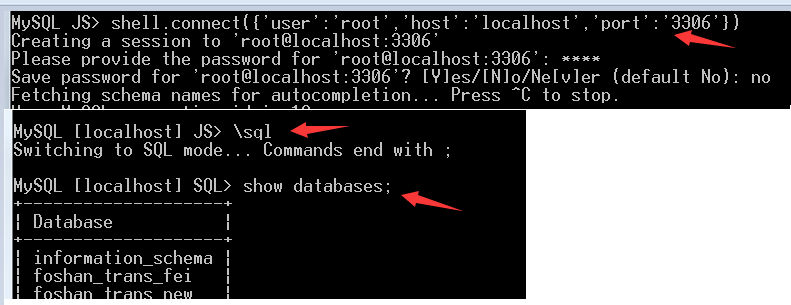 MySQL JS> shell.connect({'user':'root','host':'localhost','port':'3306'})
Creating a session to 'root@localhost:3306'
Please provide the password for 'root@localhost:3306': ****
Save password for 'root@localhost:3306'? [Y]es/[N]o/Ne[v]er (default No): no
Fetching schema names for autocompletion... Press ^C to stop.
MySQL [localhost] JS> \sql
Switching to SQL mode... Commands end with ;
MySQL [localhost] SQL> show databases;
+--------------------+
| Database           |
+--------------------+
| information_schema |
| foshan_trans_fei   |
| foshan_trans_new   |